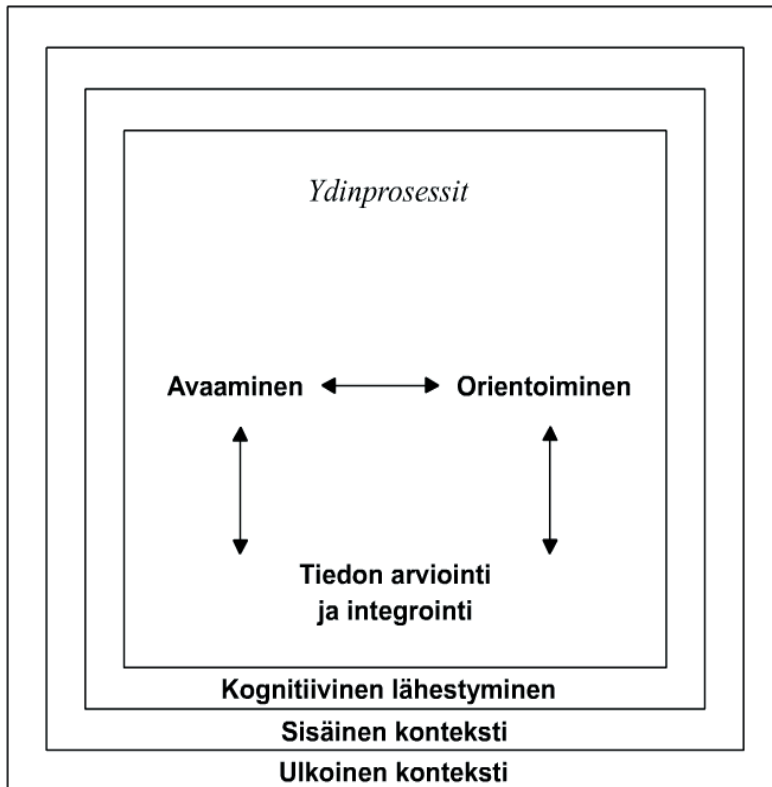 Ydinprosessit
Avaaminen
Orientoiminen
Tiedon arviointi
ja integrointi
Kognitiivinen lähestyminen
Sisäinen konteksti
Ulkoinen konteksti